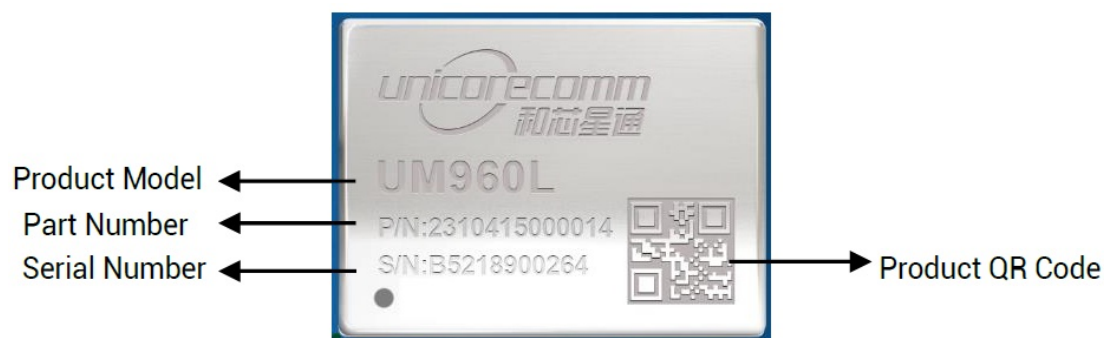 unicorecomm
和芯星通
Product Model
UM960L
Part Number
P/N:2310415000014
Serial Number
S/N:B5218900264
Product QR Code